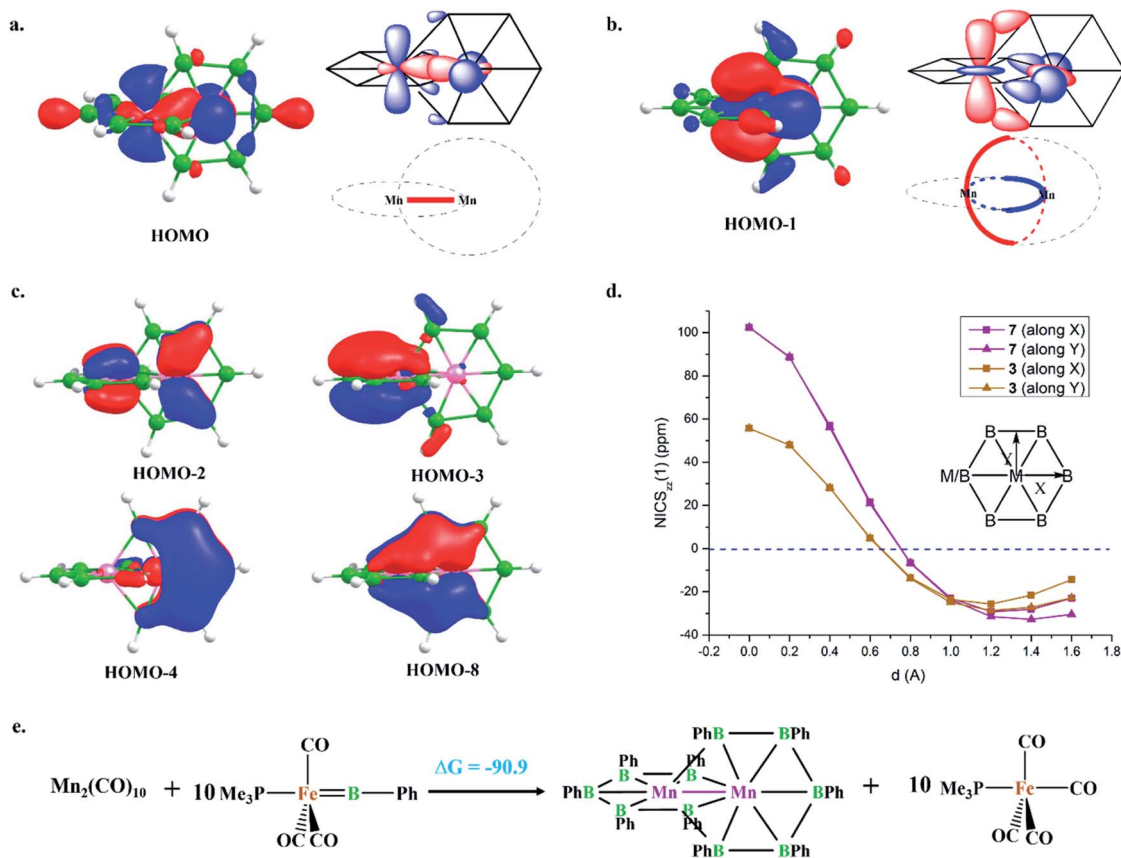 a.
Mn Mn
HOMO
b.
Mn Mn
HOMO-1
c.
HOMO-2
HOMO-3
HOMO-4
HOMO-8
d.
7 (along X)
7 (along Y)
3 (along X)
3 (along Y)
B B
Y
M/B M B
X
B B
NICSzz(1) (ppm)
100
80
60
40
20
0
-20
-40
-0.2 0.0 0.2 0.4 0.6 0.8 1.0 1.2 1.4 1.6 1.8
d (A)
e.
Mn2(CO)10 + 10 Me3P Fe B Ph
CO
OC CO
ΔG = -90.9
PhB BPh
Ph Ph
B B
PhB Mn Mn BPh
B B
Ph Ph
PhB BPh
+ 10 Me3P Fe CO
CO
OC CO